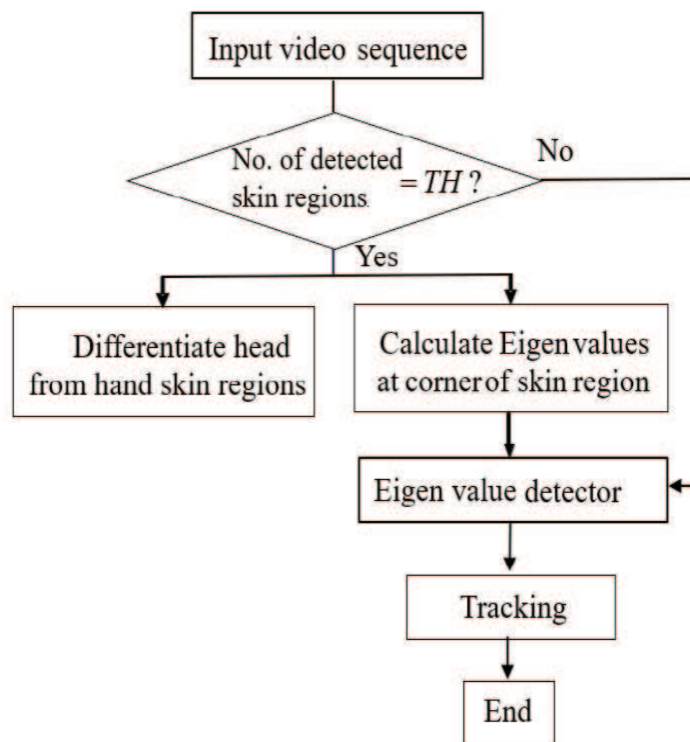 Input video sequence
No. of detected
skin regions
= TH ?
No
Yes
Differentiate head
from hand skin regions
Calculate Eigen values
at corner of skin region
Eigen value detector
Tracking
End